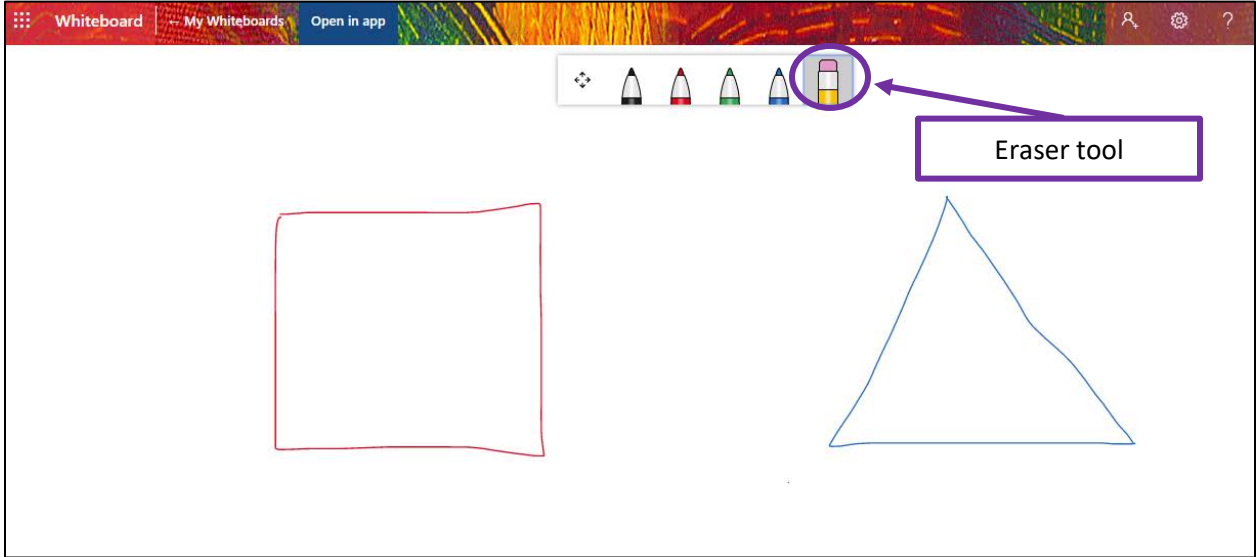 Whiteboard
← My Whiteboards
Open in app
?
Eraser tool